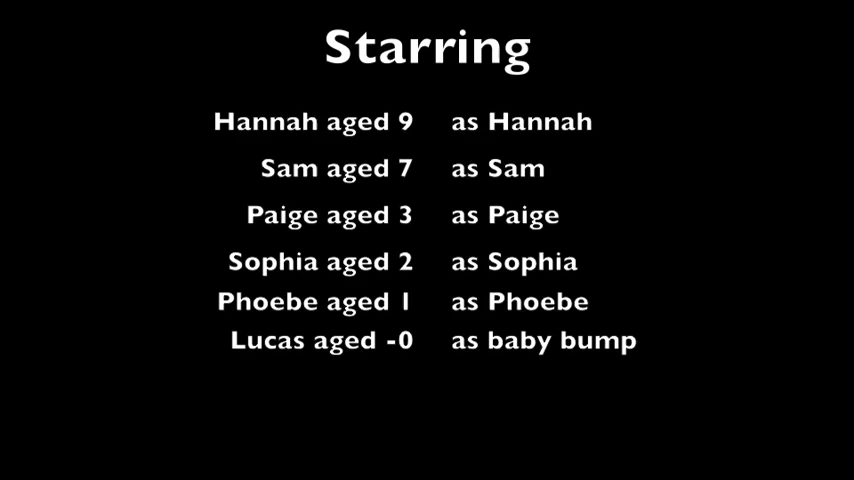 Starring
Hannah aged 9 as Hannah
Sam aged 7 as Sam
Paige aged 3 as Paige
Sophia aged 2 as Sophia
Phoebe aged 1 as Phoebe
Lucas aged -0 as baby bump